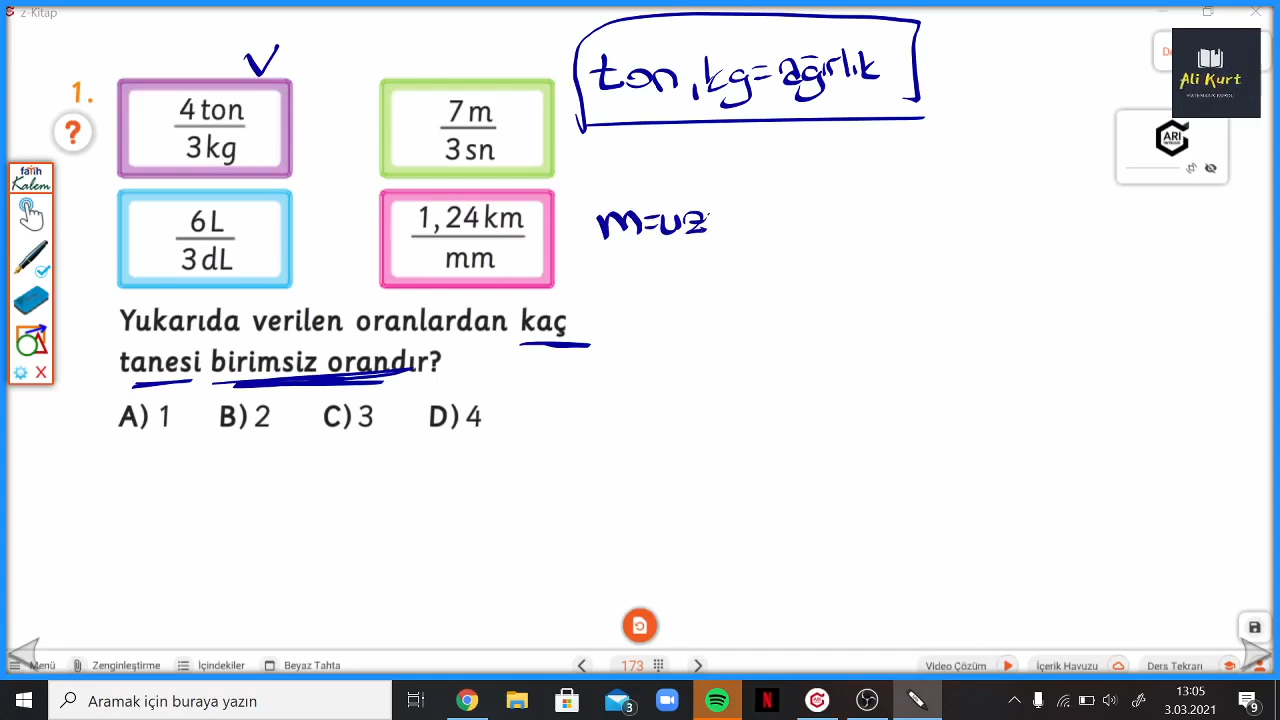 z-Kitap
ton, kg=ağırlık
Ali Kurt
ARI
1.
?
4 ton
3 kg
7 m
3 sn
fatih
Kalem
6 L
3 dL
1,24 km
mm
m=uz
Yukarıda verilen oranlardan kaç
tanesi birimsiz orandır?
A) 1 B) 2 C) 3 D) 4
Menü Zenginleştirme İçindekiler Beyaz Tahta 173 Video Çözüm İçerik Havuzu Ders Tekrarı
Aramak için buraya yazın
3
13:05
3.03.2021
9